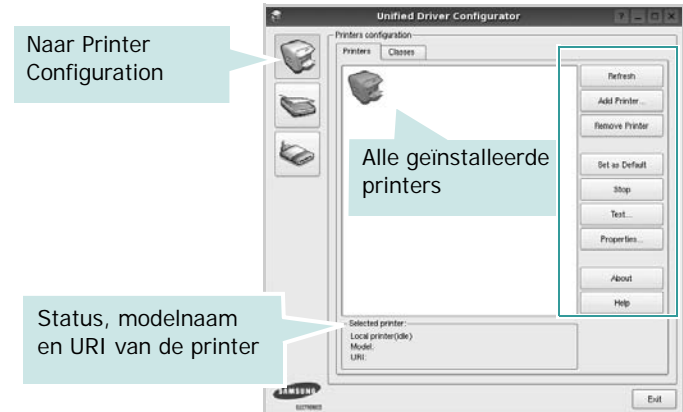 Unified Driver Configurator
Naar Printer
Configuration
Printers configuration
Printers
Classes
Refresh
Add Printer...
Remove Printer
Alle geïnstalleerde
printers
Set as Default
Stop
Test...
Properties...
About
Help
Status, modelnaam
en URI van de printer
Selected printer:
Local printer(idle)
Model:
URI:
SAMSUNG
ELECTRONICS
Exit